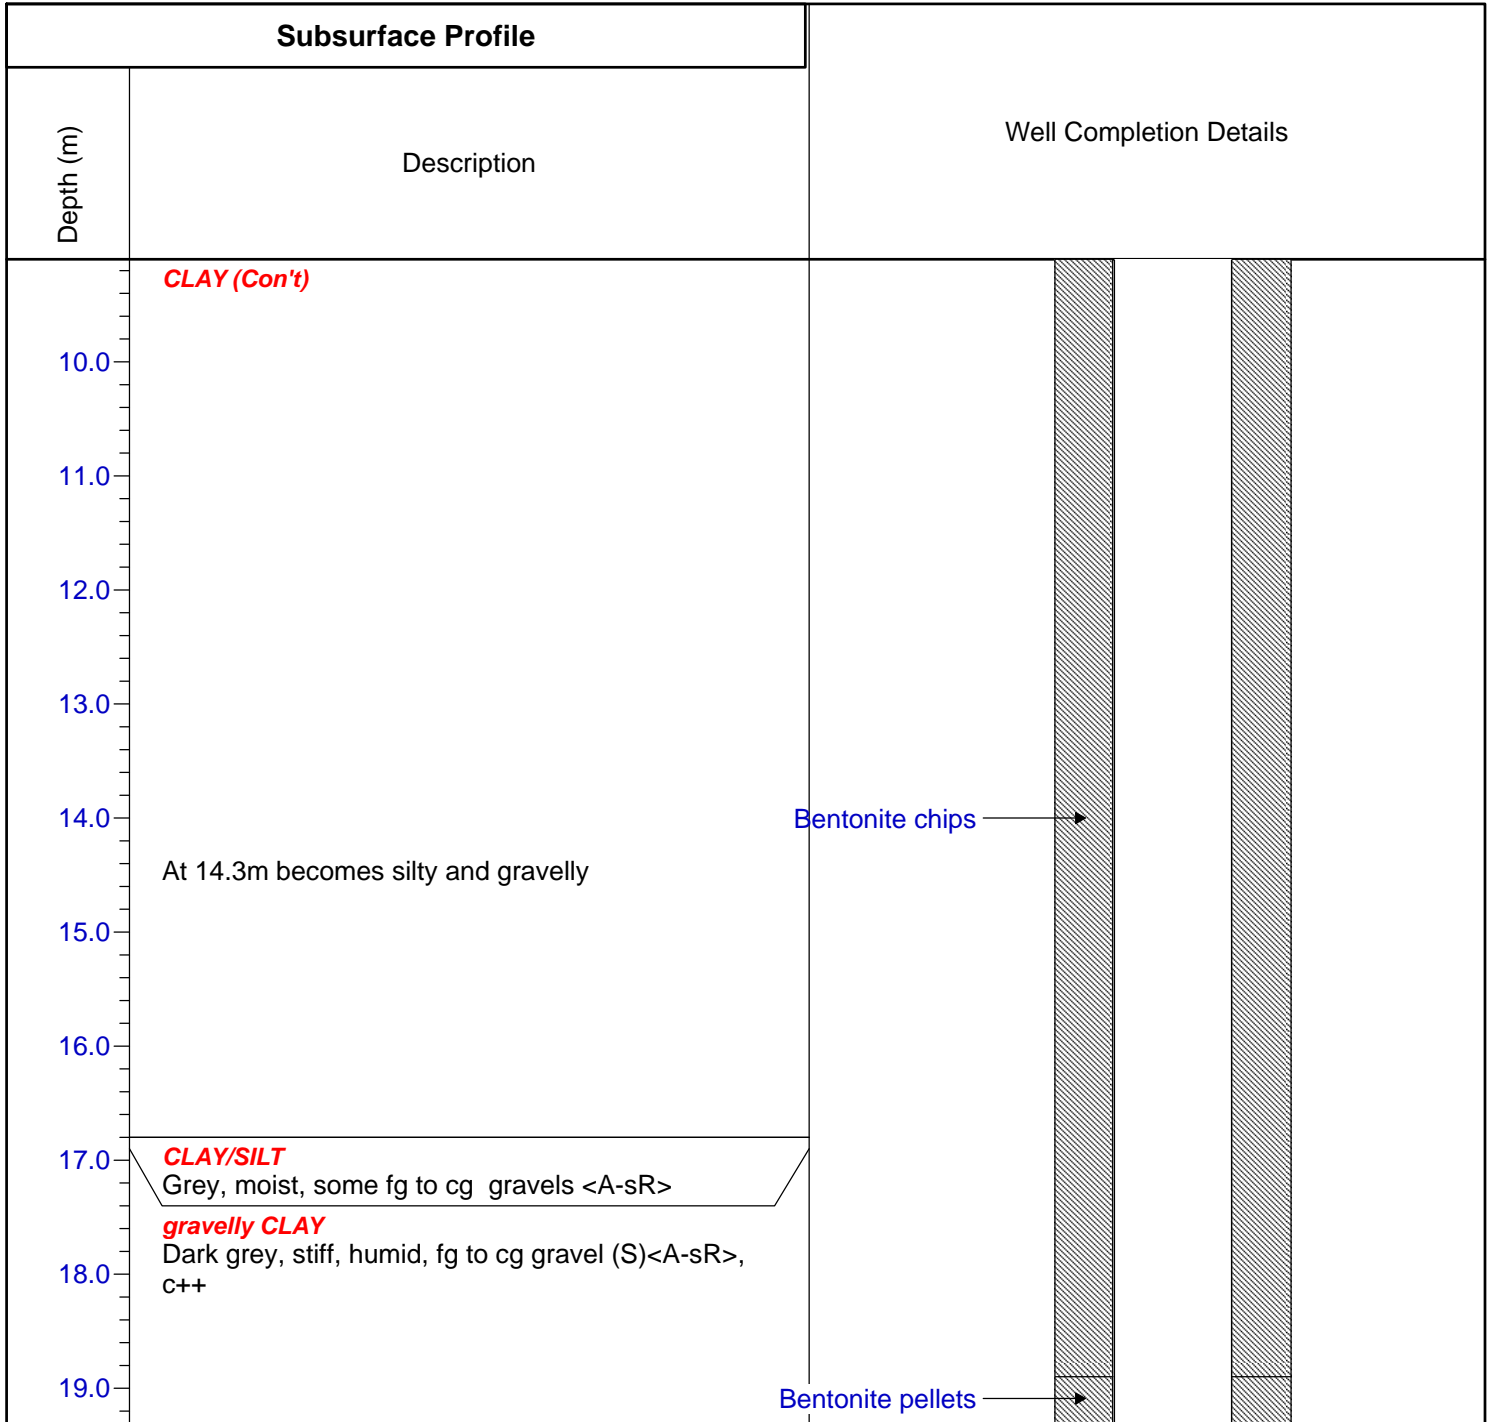 Subsurface Profile
Depth (m)
Description
Well Completion Details
CLAY (Con't)
10.0
11.0
12.0
13.0
14.0
Bentonite chips
At 14.3m becomes silty and gravelly
15.0
16.0
17.0
CLAY/SILT
Grey, moist, some fg to cg  gravels <A-sR>
gravelly CLAY
Dark grey, stiff, humid, fg to cg gravel (S)<A-sR>,
c++
18.0
19.0
Bentonite pellets